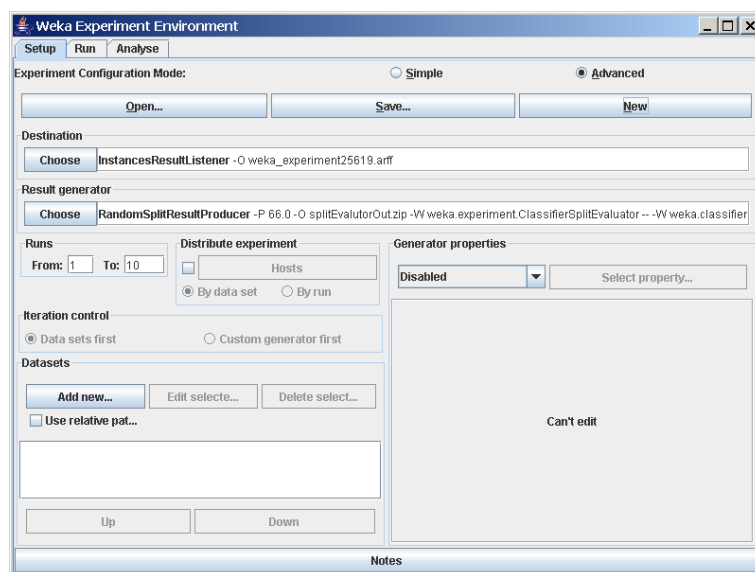 Weka Experiment Environment
Setup Run Analyse
Experiment Configuration Mode: Simple Advanced
Open... Save... New
Destination
Choose InstancesResultListener -O weka_experiment25619.arff
Result generator
Choose RandomSplitResultProducer -P 66.0 -O splitEvalutorOut.zip -W weka.experiment.ClassifierSplitEvaluator -- -W weka.classifier
Runs Distribute experiment Generator properties
From: 1 To: 10 Hosts Disabled Select property...
By data set By run
Iteration control
Data sets first Custom generator first
Datasets
Add new... Edit selecte... Delete select...
Use relative pat... Can't edit
Up Down
Notes